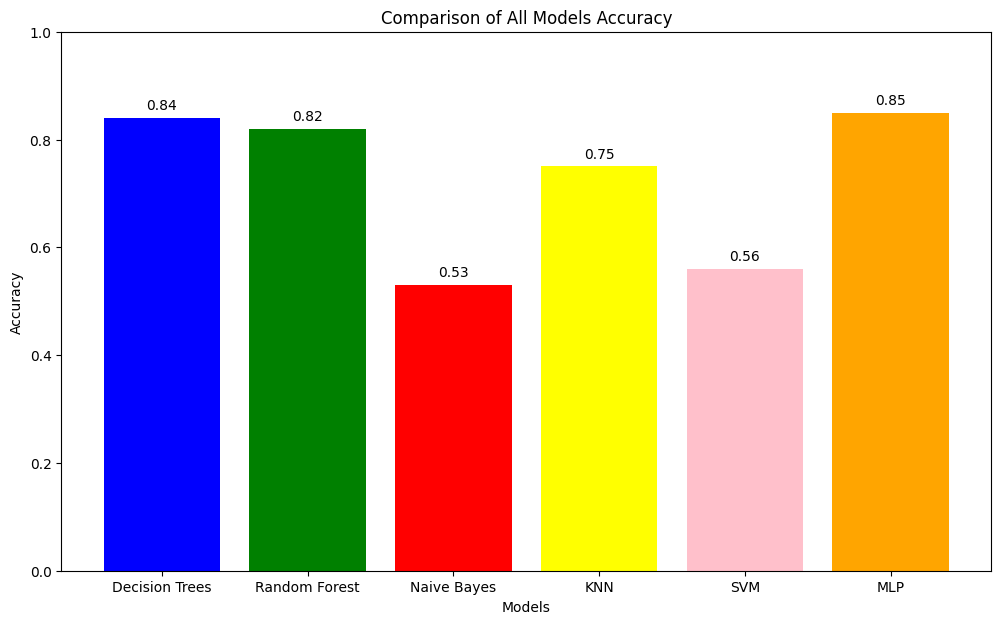 Comparison of All Models Accuracy
1.0
0.8
0.6
0.4
0.2
0.0
Accuracy
0.84
0.82
0.53
0.75
0.56
0.85
Decision Trees
Random Forest
Naive Bayes
KNN
SVM
MLP
Models